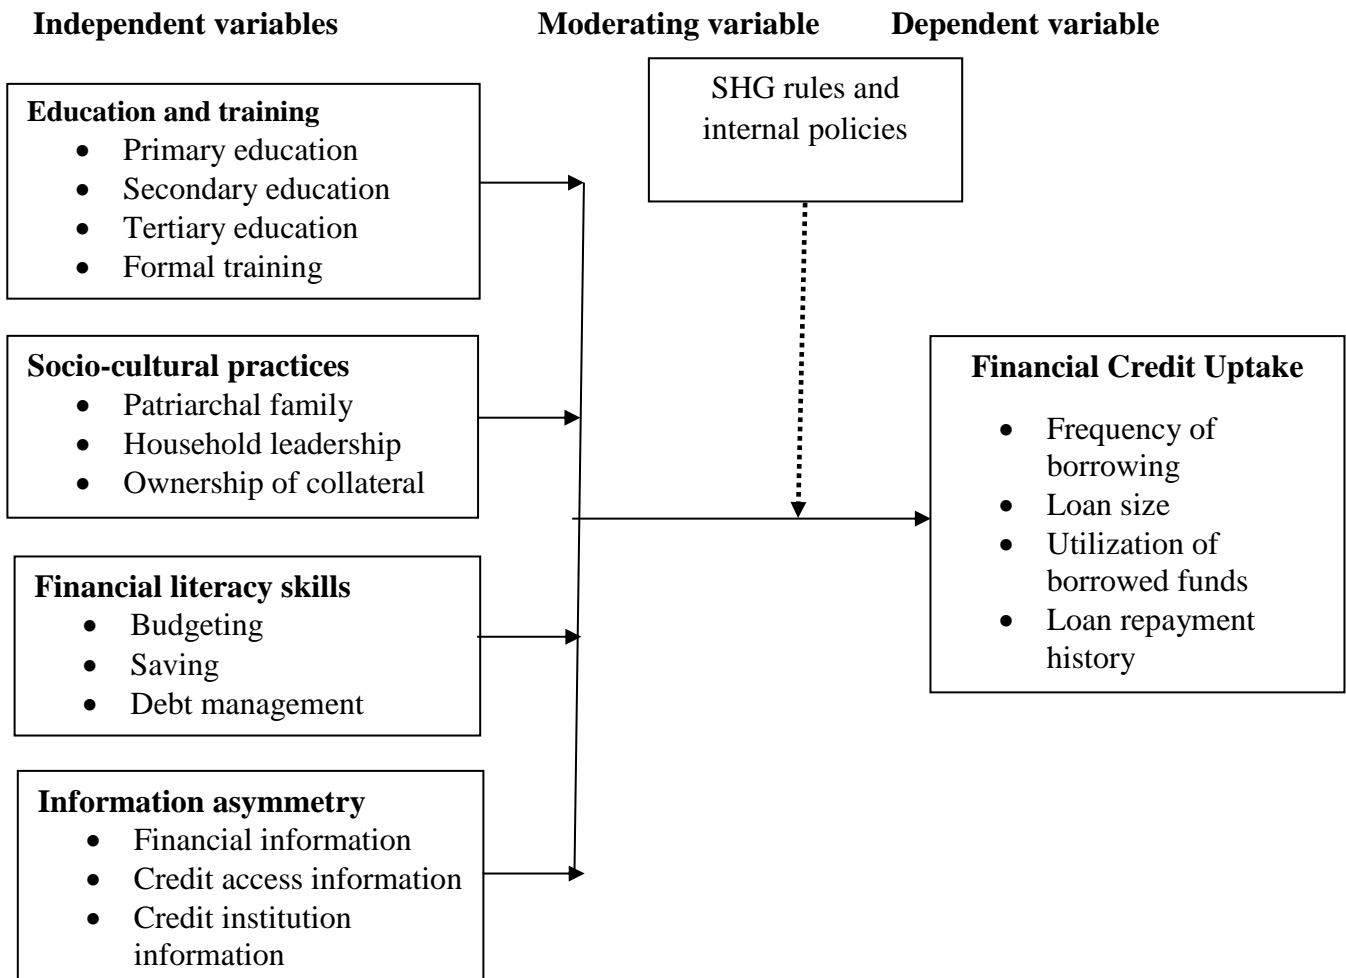 Independent variables
Moderating variable
Dependent variable
SHG rules and
internal policies
Education and training
• Primary education
• Secondary education
• Tertiary education
• Formal training
Socio-cultural practices
• Patriarchal family
• Household leadership
• Ownership of collateral
Financial literacy skills
• Budgeting
• Saving
• Debt management
Information asymmetry
• Financial information
• Credit access information
• Credit institution
information
Financial Credit Uptake
• Frequency of
borrowing
• Loan size
• Utilization of
borrowed funds
• Loan repayment
history